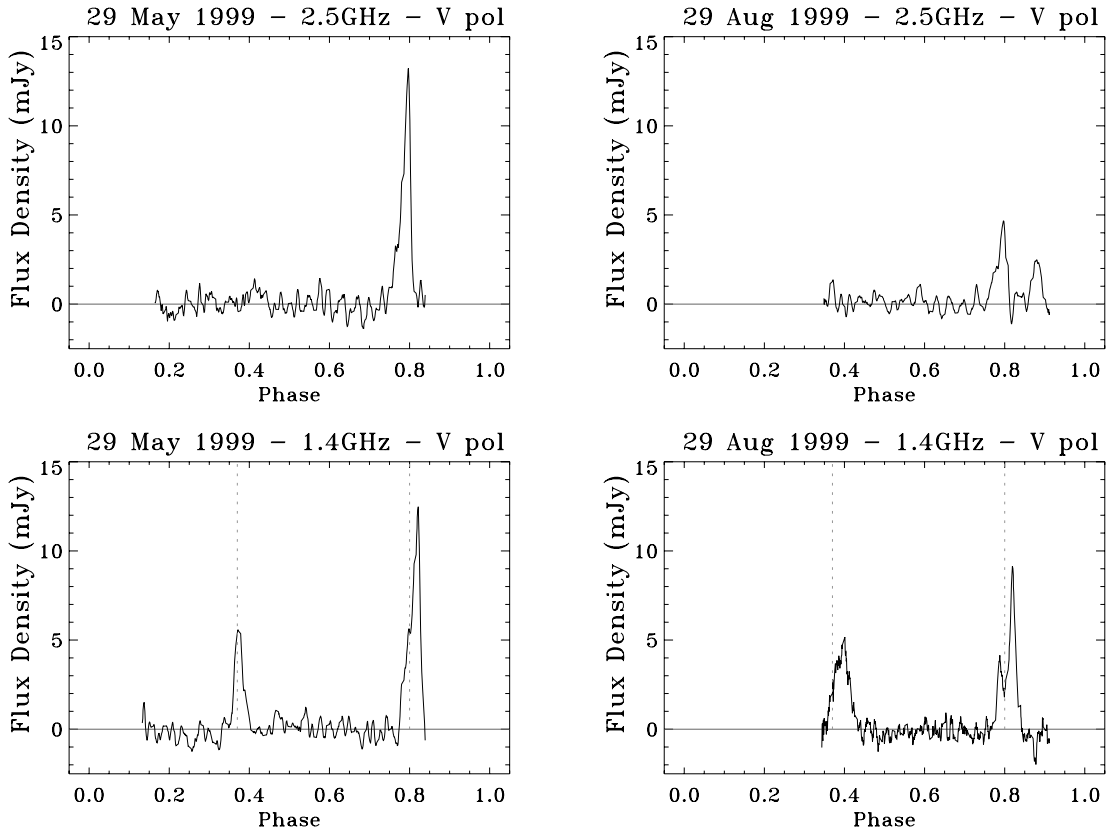 29 May 1999 − 2.5GHz − V pol
15
10
5
0
Flux Density (mJy)
0.0 0.2 0.4 0.6 0.8 1.0
Phase
29 Aug 1999 − 2.5GHz − V pol
15
10
5
0
Flux Density (mJy)
0.0 0.2 0.4 0.6 0.8 1.0
Phase
29 May 1999 − 1.4GHz − V pol
15
10
5
0
Flux Density (mJy)
0.0 0.2 0.4 0.6 0.8 1.0
Phase
29 Aug 1999 − 1.4GHz − V pol
15
10
5
0
Flux Density (mJy)
0.0 0.2 0.4 0.6 0.8 1.0
Phase